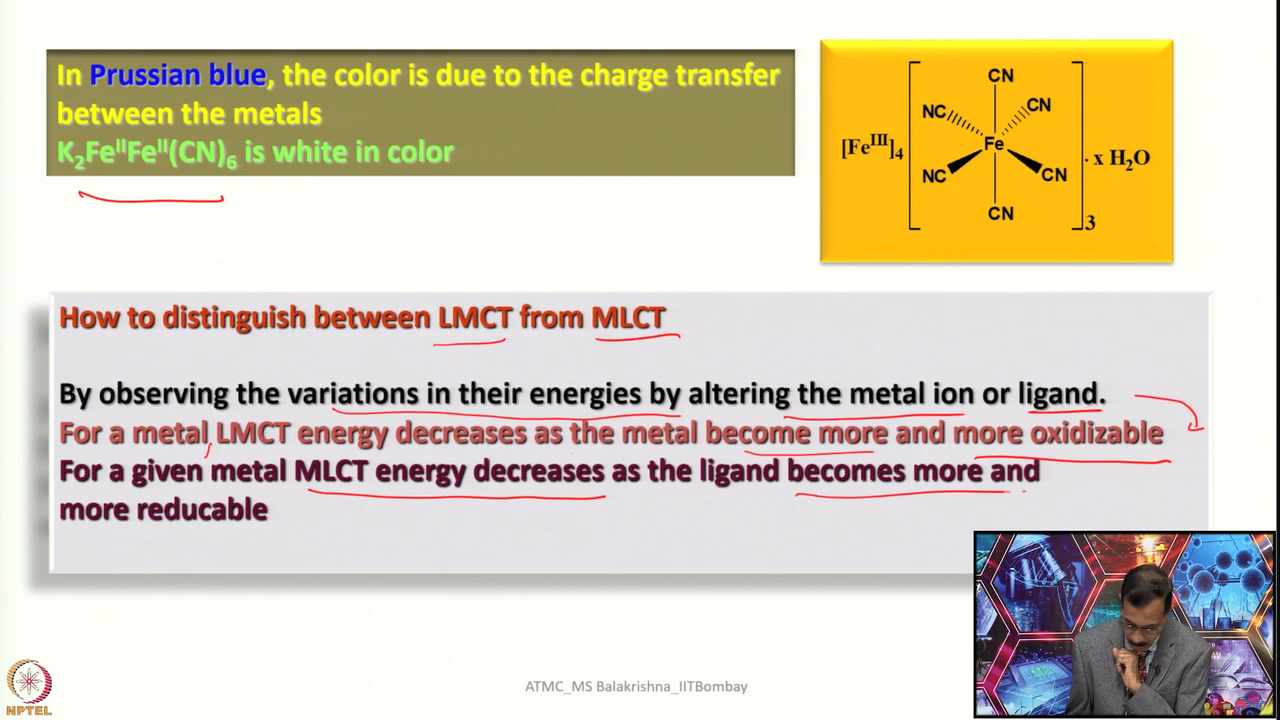 In Prussian blue, the color is due to the charge transfer
between the metals
K₂FeᴵᴵFeᴵᴵ(CN)₆ is white in color
CN
NC
CN
[Feᴵᴵᴵ]₄
Fe
· x H₂O
NC
CN
CN
3
How to distinguish between LMCT from MLCT
By observing the variations in their energies by altering the metal ion or ligand.
For a metal, LMCT energy decreases as the metal become more and more oxidizable
For a given metal MLCT energy decreases as the ligand becomes more and
more reducable
ATMC_MS Balakrishna_IITBombay
NPTEL